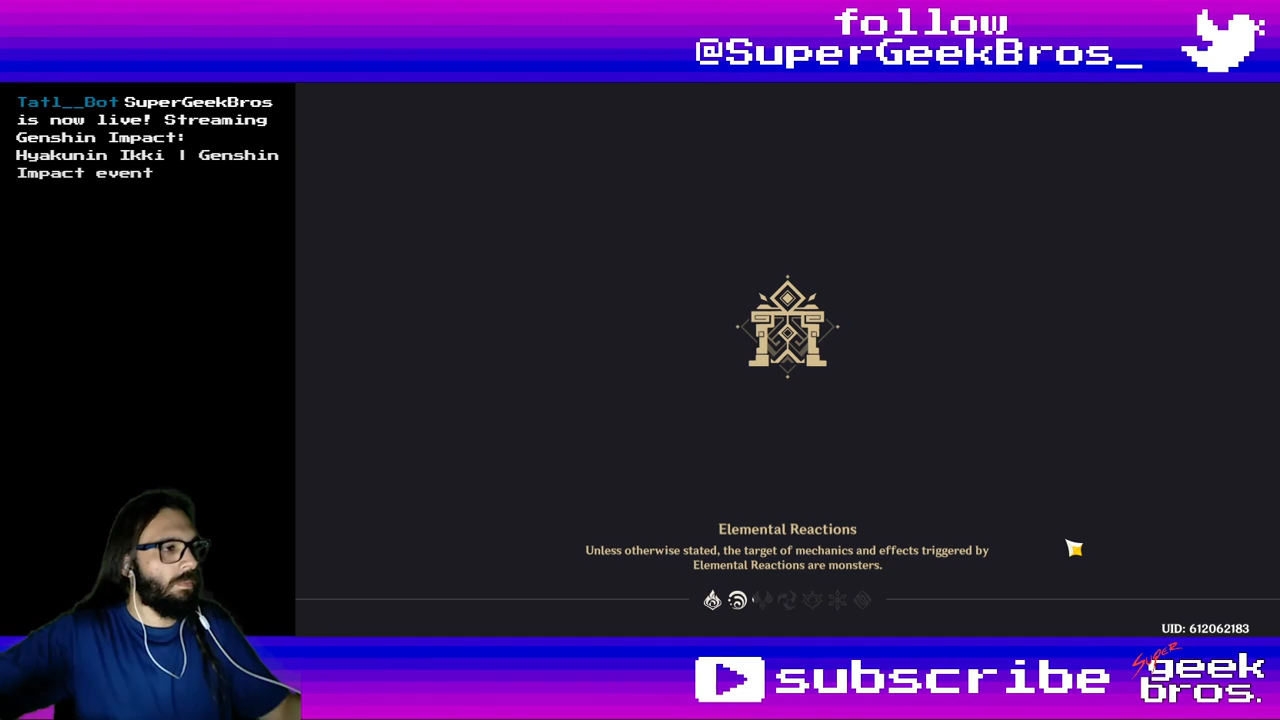 follow
@SuperGeekBros_
Tatl__Bot SuperGeekBros
is now live! Streaming
Genshin Impact:
Hyakunin Ikki | Genshin
Impact event
Elemental Reactions
Unless otherwise stated, the target of mechanics and effects triggered by
Elemental Reactions are monsters.
UID: 612062183
subscribe
SUPER
geek
bros.